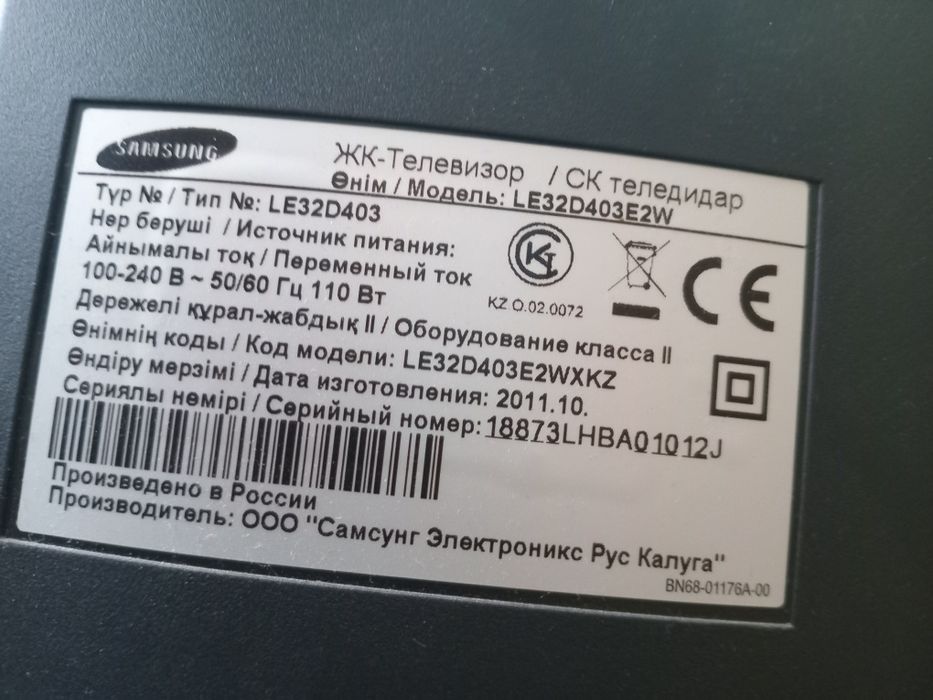 SAMSUNG
ЖК-Телевизор / СК теледидар
Өнім / Модель: LE32D403E2W
Түр № / Тип №: LE32D403
Нәр беруші / Источник питания:
Айнымалы тоқ / Переменный ток
100-240 В ~ 50/60 Гц 110 Вт
KZ O.02.0072
CE
Дәрежелі құрал-жабдық II / Оборудование класса II
Өнімнің коды / Код модели: LE32D403E2WXKZ
Өндіру мерзімі / Дата изготовления: 2011.10.
Сериялы нөмірі / Серийный номер: 18873LHBA01012J
Произведено в России
Производитель: ООО "Самсунг Электроникс Рус Калуга"
BN68-01176A-00